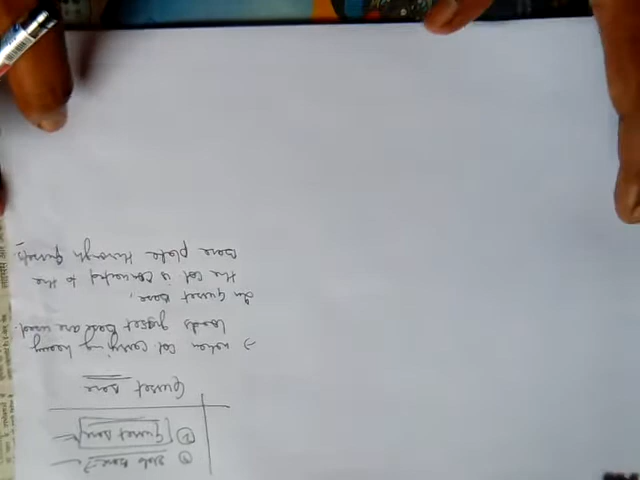 ① Slab base →
② Gusset base
Gusset base
→ when col carrying heavy
loads gusset base are used.
In gusset base,
the col is connected to the
base plate through gussets.